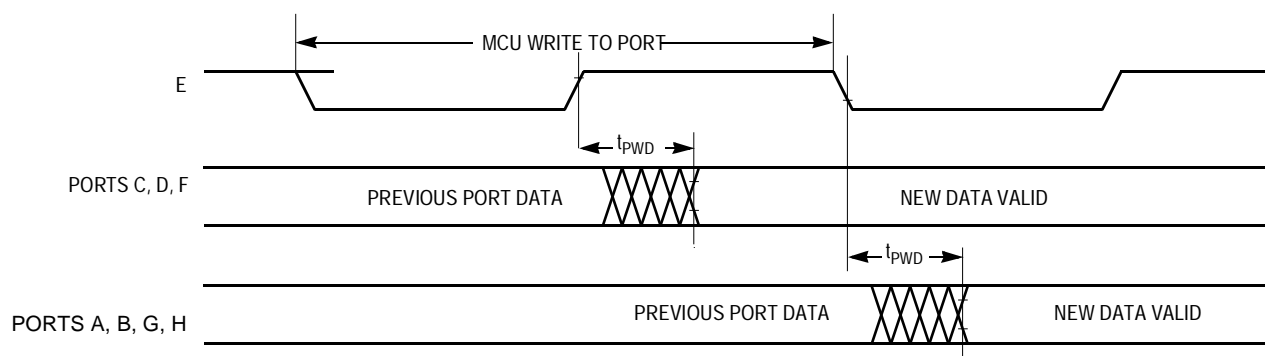 MCU WRITE TO PORT
E
tPWD
PORTS C, D, F
PREVIOUS PORT DATA
NEW DATA VALID
tPWD
PORTS A, B, G, H
PREVIOUS PORT DATA
NEW DATA VALID